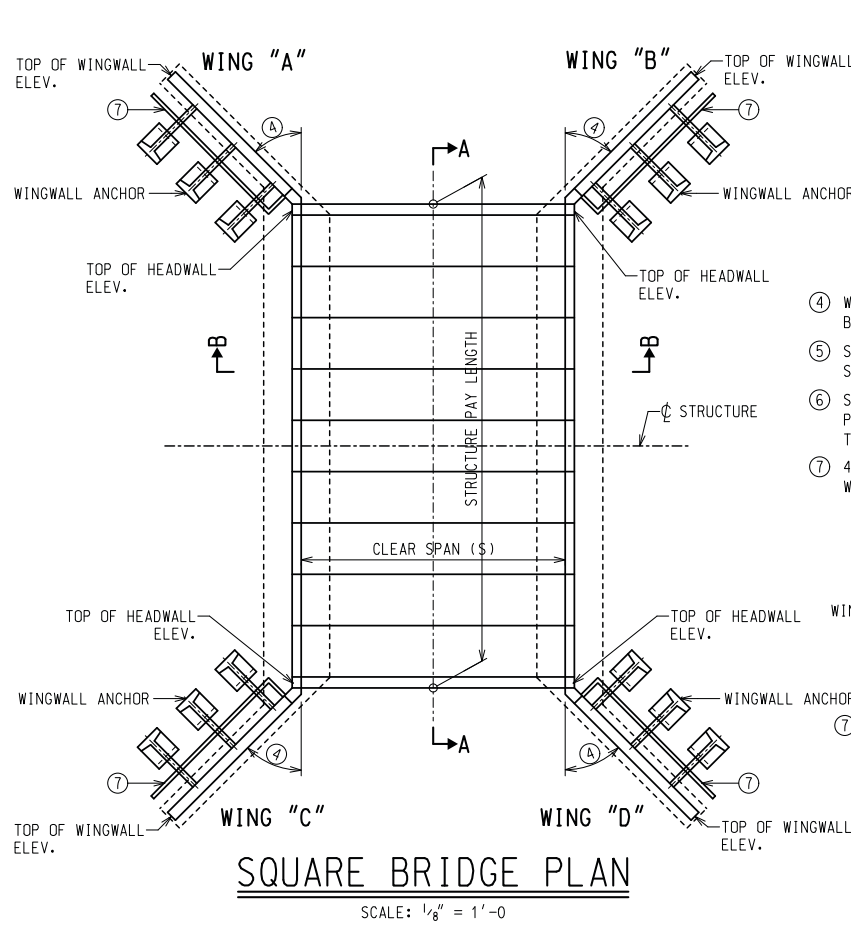 WING "A"
WING "B"
TOP OF WINGWALL
ELEV.
TOP OF WINGWALL
ELEV.
7
4
4
7
A
WINGWALL ANCHOR
WINGWALL ANCHOR
TOP OF HEADWALL
ELEV.
TOP OF HEADWALL
ELEV.
4 W
B
B
B
5 S
S
STRUCTURE PAY LENGTH
6 S
P
T
℄ STRUCTURE
7 4
W
CLEAR SPAN (S)
TOP OF HEADWALL
ELEV.
TOP OF HEADWALL
ELEV.
WIN
WINGWALL ANCHOR
WINGWALL ANCHOR
7
A
4
4
7
7
WING "C"
WING "D"
TOP OF WINGWALL
ELEV.
TOP OF WINGWALL
ELEV.
SQUARE BRIDGE PLAN
SCALE: 1/8" = 1'-0